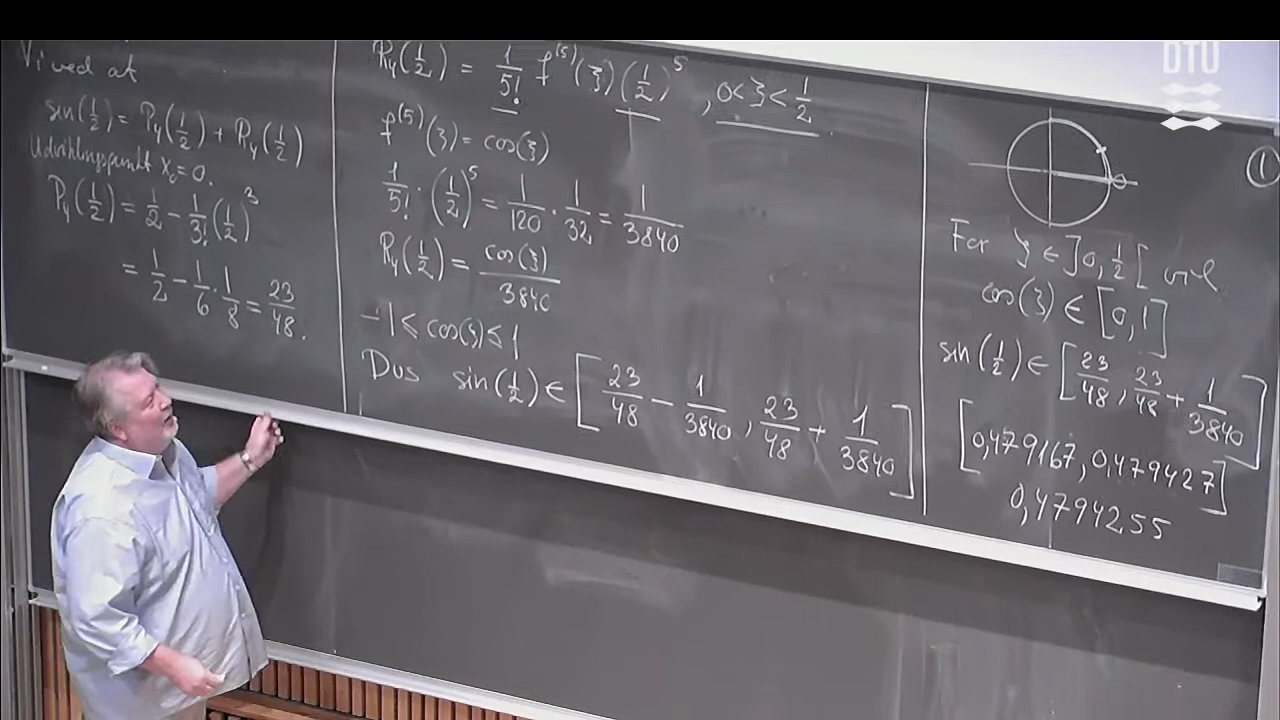 Vi ved at
sin(1/2) = P₄(1/2) + R₄(1/2)
Udviklingspunkt x₀ = 0.
P₄(1/2) = 1/2 − 1/3! (1/2)³
= 1/2 − 1/6 · 1/8 = 23/48 .
R₄(1/2) = 1/5! f⁽⁵⁾(ξ) (1/2)⁵ , 0 < ξ < 1/2
f⁽⁵⁾(ξ) = cos(ξ)
1/5! · (1/2)⁵ = 1/120 · 1/32 = 1/3840
R₄(1/2) = cos(ξ)/3840
−1 ≤ cos(ξ) ≤ 1
Dus sin(1/2) ∈ [23/48 − 1/3840 , 23/48 + 1/3840]
DTU
1
For ξ ∈ ]0, 1/2[ vil
cos(ξ) ∈ [0, 1]
sin(1/2) ∈ [23/48 , 23/48 + 1/3840]
[0,479167, 0,479427]
0,4794255